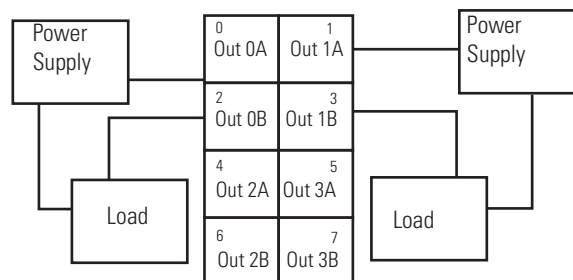 Power
Supply
0
Out 0A
1
Out 1A
Power
Supply
2
Out 0B
3
Out 1B
4
Out 2A
5
Out 3A
Load
Load
6
Out 2B
7
Out 3B